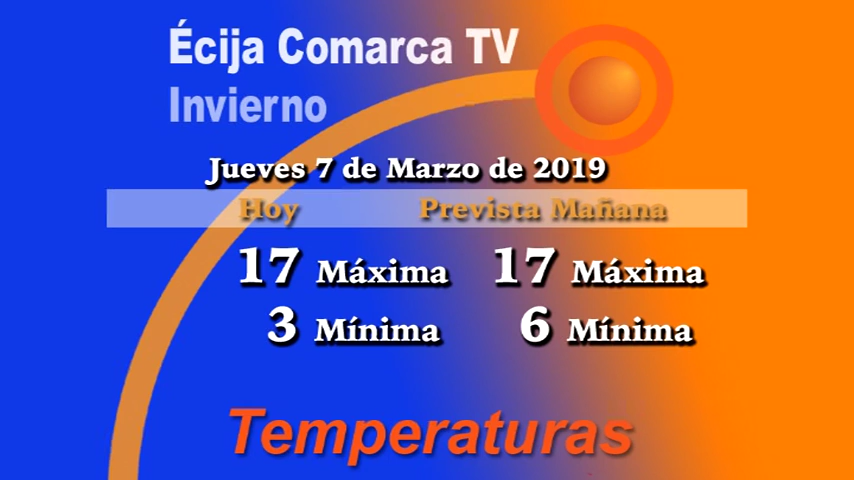 Écija Comarca TV
Invierno
Jueves 7 de Marzo de 2019
Hoy Prevista Mañana
17 Máxima 17 Máxima
3 Mínima 6 Mínima
Temperaturas